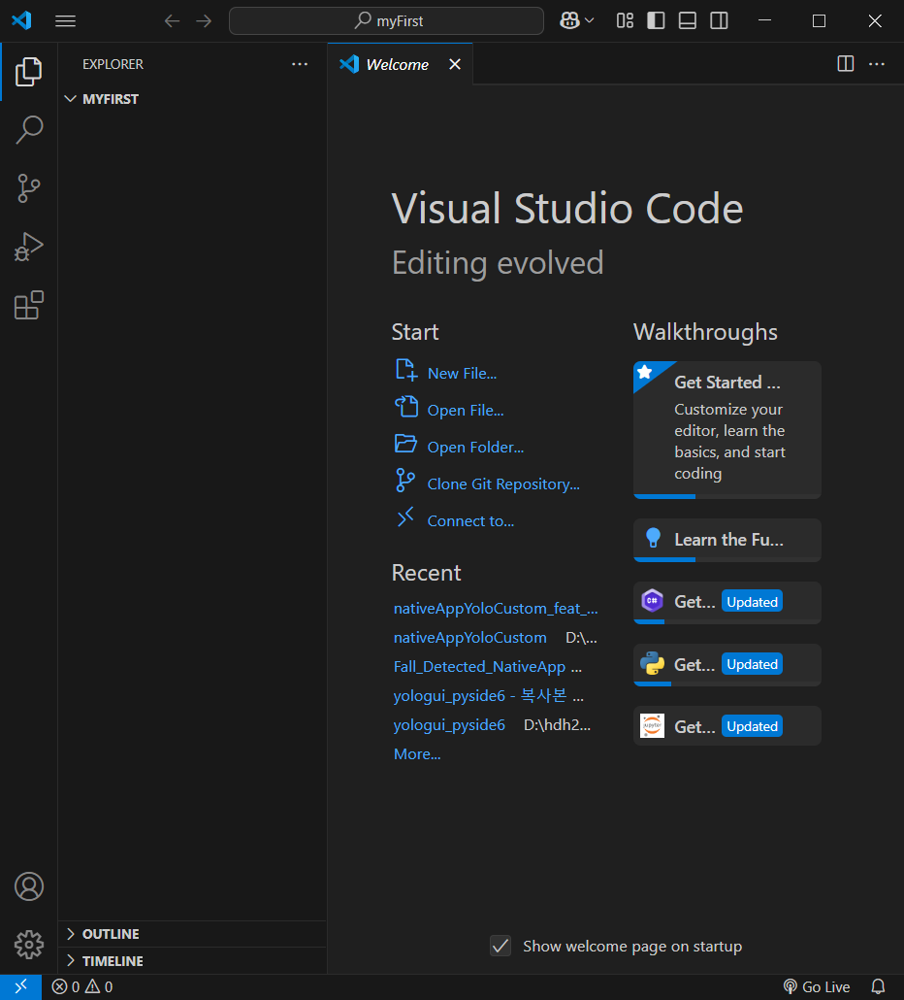 myFirst
EXPLORER
Welcome
MYFIRST
Visual Studio Code
Editing evolved
Start
New File...
Open File...
Open Folder...
Clone Git Repository...
Connect to...
Recent
nativeAppYoloCustom_feat_...
nativeAppYoloCustom D:\...
Fall_Detected_NativeApp ...
yologui_pyside6 - 복사본 ...
yologui_pyside6 D:\hdh2...
More...
Walkthroughs
Get Started ...
Customize your
editor, learn the
basics, and start
coding
Learn the Fu...
C# Get... Updated
Get... Updated
jupyter Get... Updated
OUTLINE
TIMELINE
Show welcome page on startup
0 0
Go Live